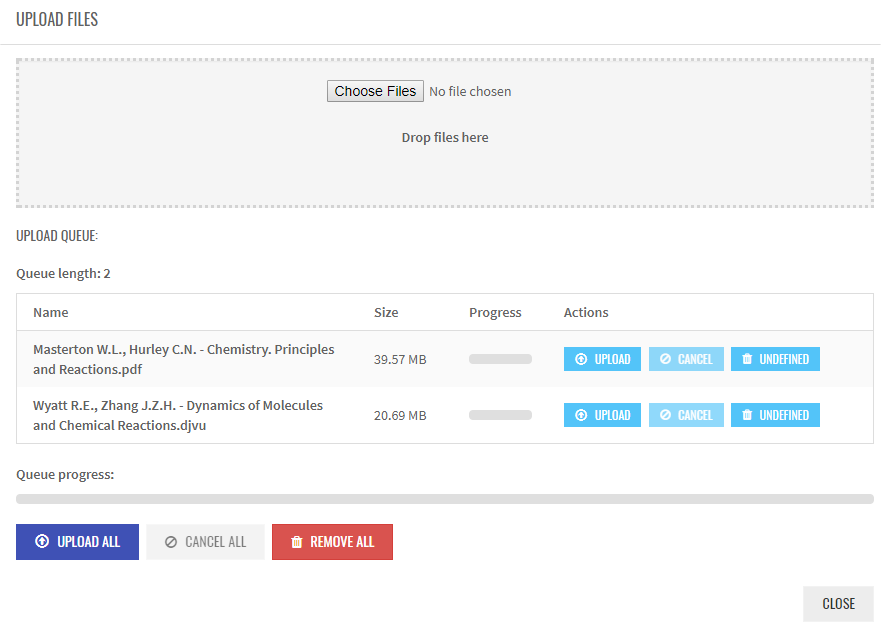 UPLOAD FILES
Choose Files No file chosen
Drop files here
UPLOAD QUEUE:
Queue length: 2
Name Size Progress Actions
Masterton W.L., Hurley C.N. - Chemistry. Principles
and Reactions.pdf
39.57 MB
UPLOAD CANCEL UNDEFINED
Wyatt R.E., Zhang J.Z.H. - Dynamics of Molecules
and Chemical Reactions.djvu
20.69 MB
UPLOAD CANCEL UNDEFINED
Queue progress:
UPLOAD ALL CANCEL ALL REMOVE ALL
CLOSE